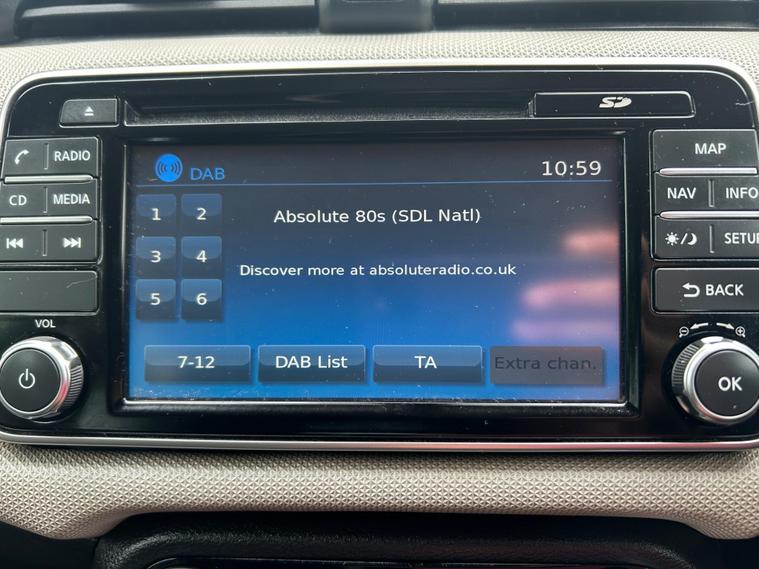 SD
RADIO
MAP
DAB
10:59
CD
MEDIA
NAV
INFO
1
2
Absolute 80s (SDL Natl)
SETUP
3
4
Discover more at absoluteradio.co.uk
BACK
5
6
VOL
7-12
DAB List
TA
Extra chan.
OK